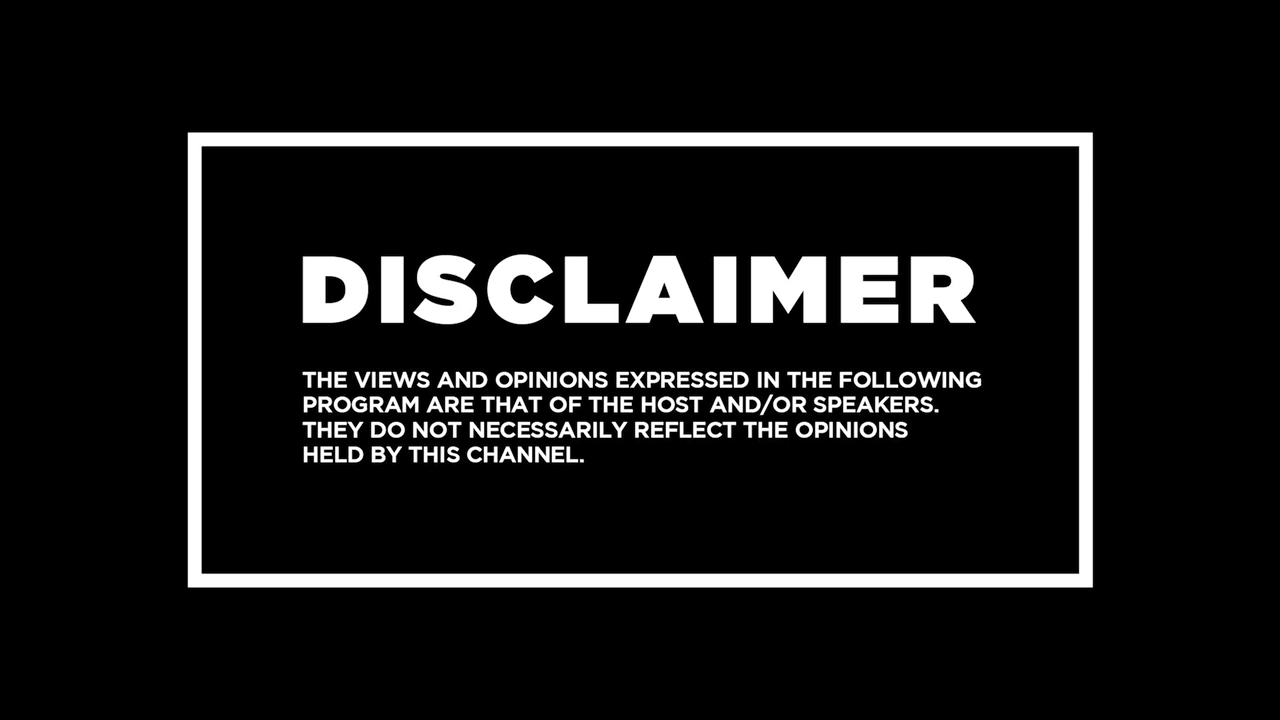 DISCLAIMER
THE VIEWS AND OPINIONS EXPRESSED IN THE FOLLOWING
PROGRAM ARE THAT OF THE HOST AND/OR SPEAKERS.
THEY DO NOT NECESSARILY REFLECT THE OPINIONS
HELD BY THIS CHANNEL.